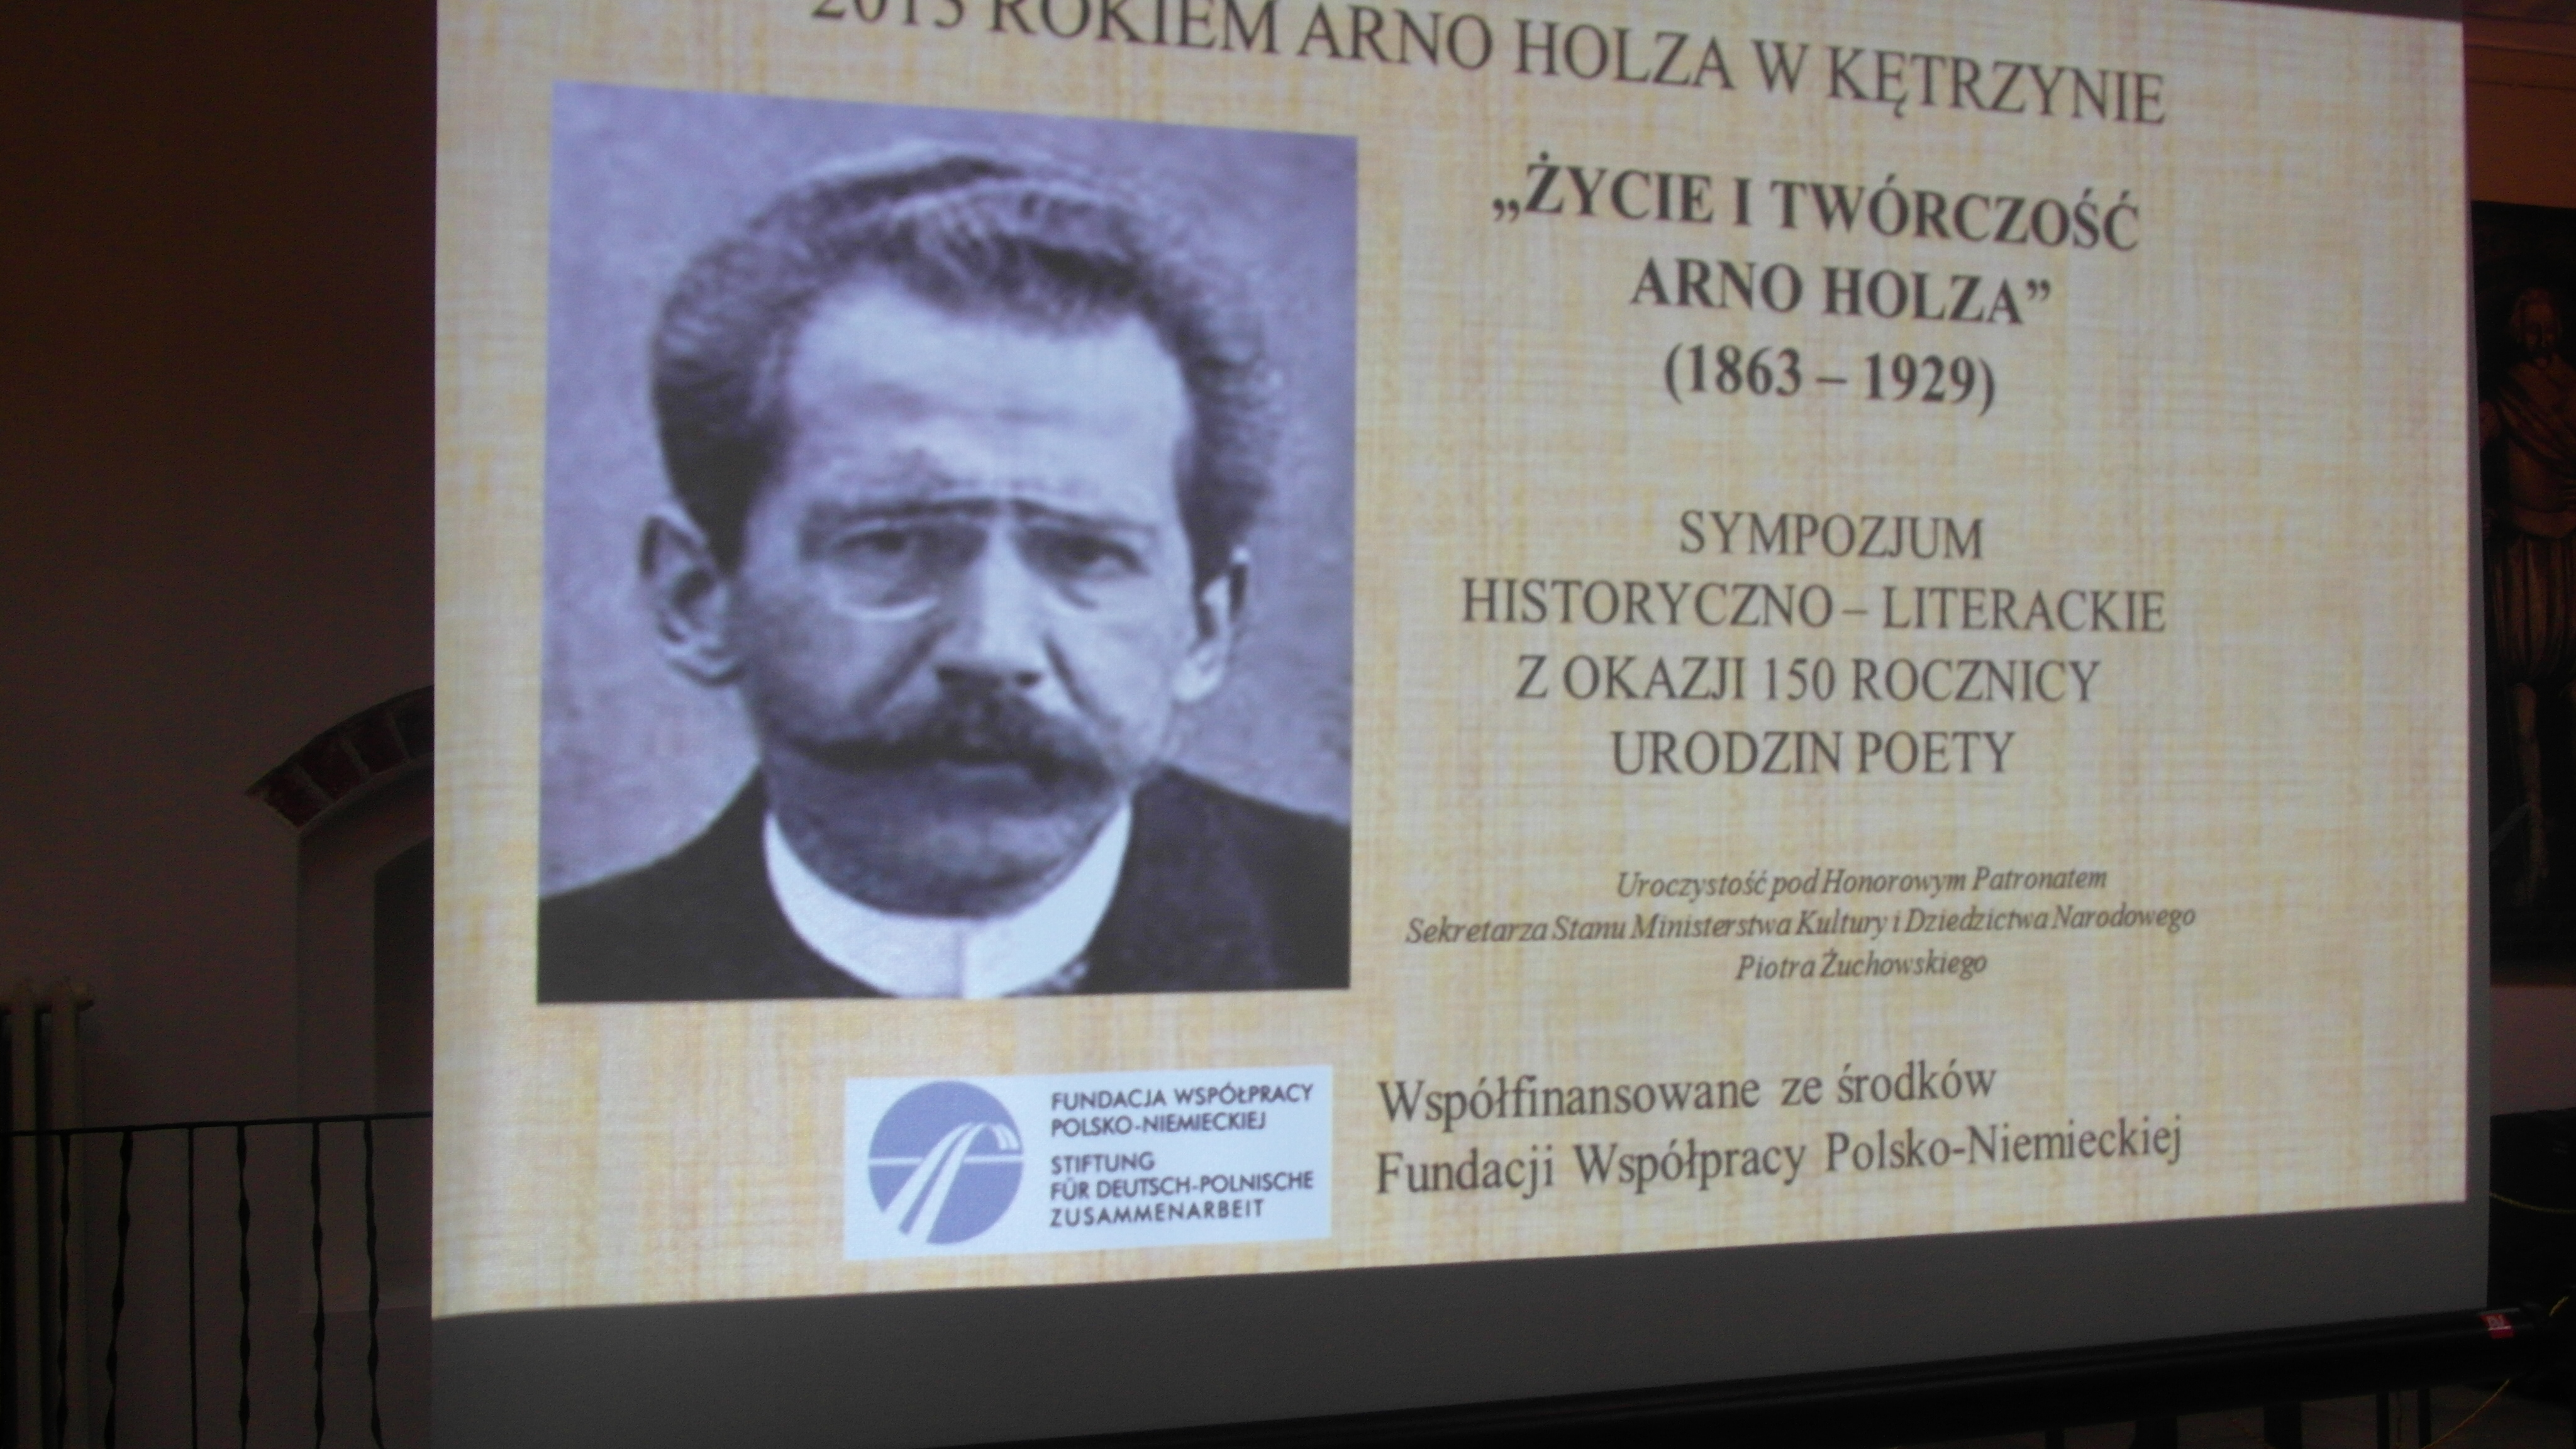 2013 ROKIEM ARNO HOLZA W KĘTRZYNIE
„ŻYCIE I TWÓRCZOŚĆ
ARNO HOLZA”
(1863 – 1929)
SYMPOZJUM
HISTORYCZNO – LITERACKIE
Z OKAZJI 150 ROCZNICY
URODZIN POETY
Uroczystość pod Honorowym Patronatem
Sekretarza Stanu Ministerstwa Kultury i Dziedzictwa Narodowego
Piotra Żuchowskiego
FUNDACJA WSPÓŁPRACY
POLSKO-NIEMIECKIEJ
STIFTUNG
FÜR DEUTSCH-POLNISCHE
ZUSAMMENARBEIT
Współfinansowane ze środków
Fundacji Współpracy Polsko-Niemieckiej